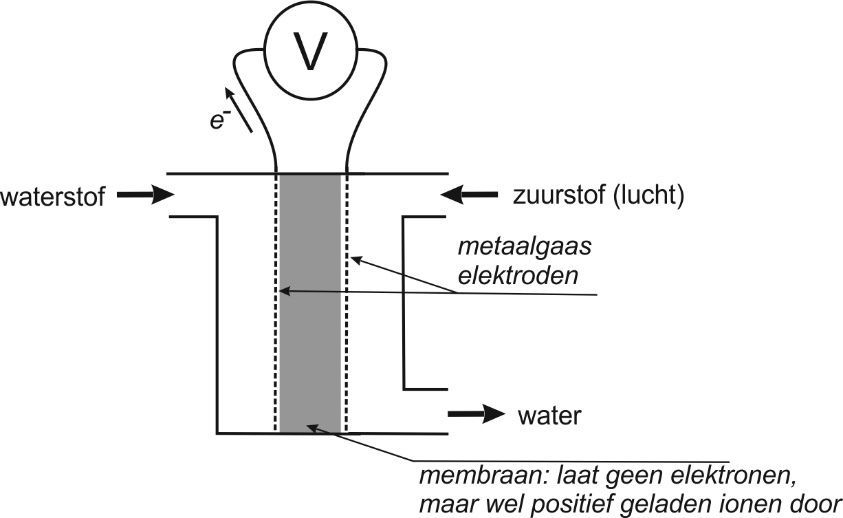 V
e-
waterstof
zuurstof (lucht)
metaalgaas
elektroden
water
membraan: laat geen elektronen,
maar wel positief geladen ionen door